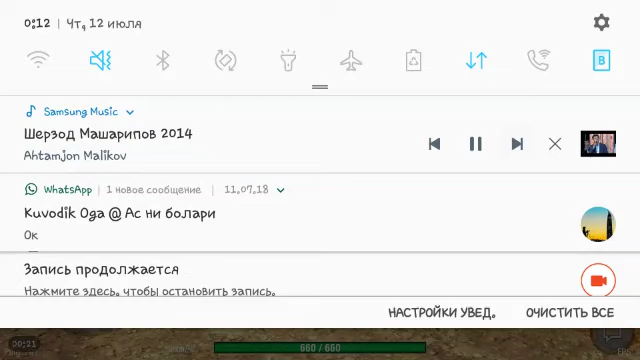 0:12 | Чт, 12 июля
B
Samsung Music
Шерзод Машарипов 2014
Ahtamjon Malikov
WhatsApp | 1 новое сообщение | 11.07.18
Kuvodik Oga @ Ас ни болари
Ок
Запись продолжается
Нажмите здесь, чтобы остановить запись.
НАСТРОЙКИ УВЕД. ОЧИСТИТЬ ВСЕ
00:21
660 / 660